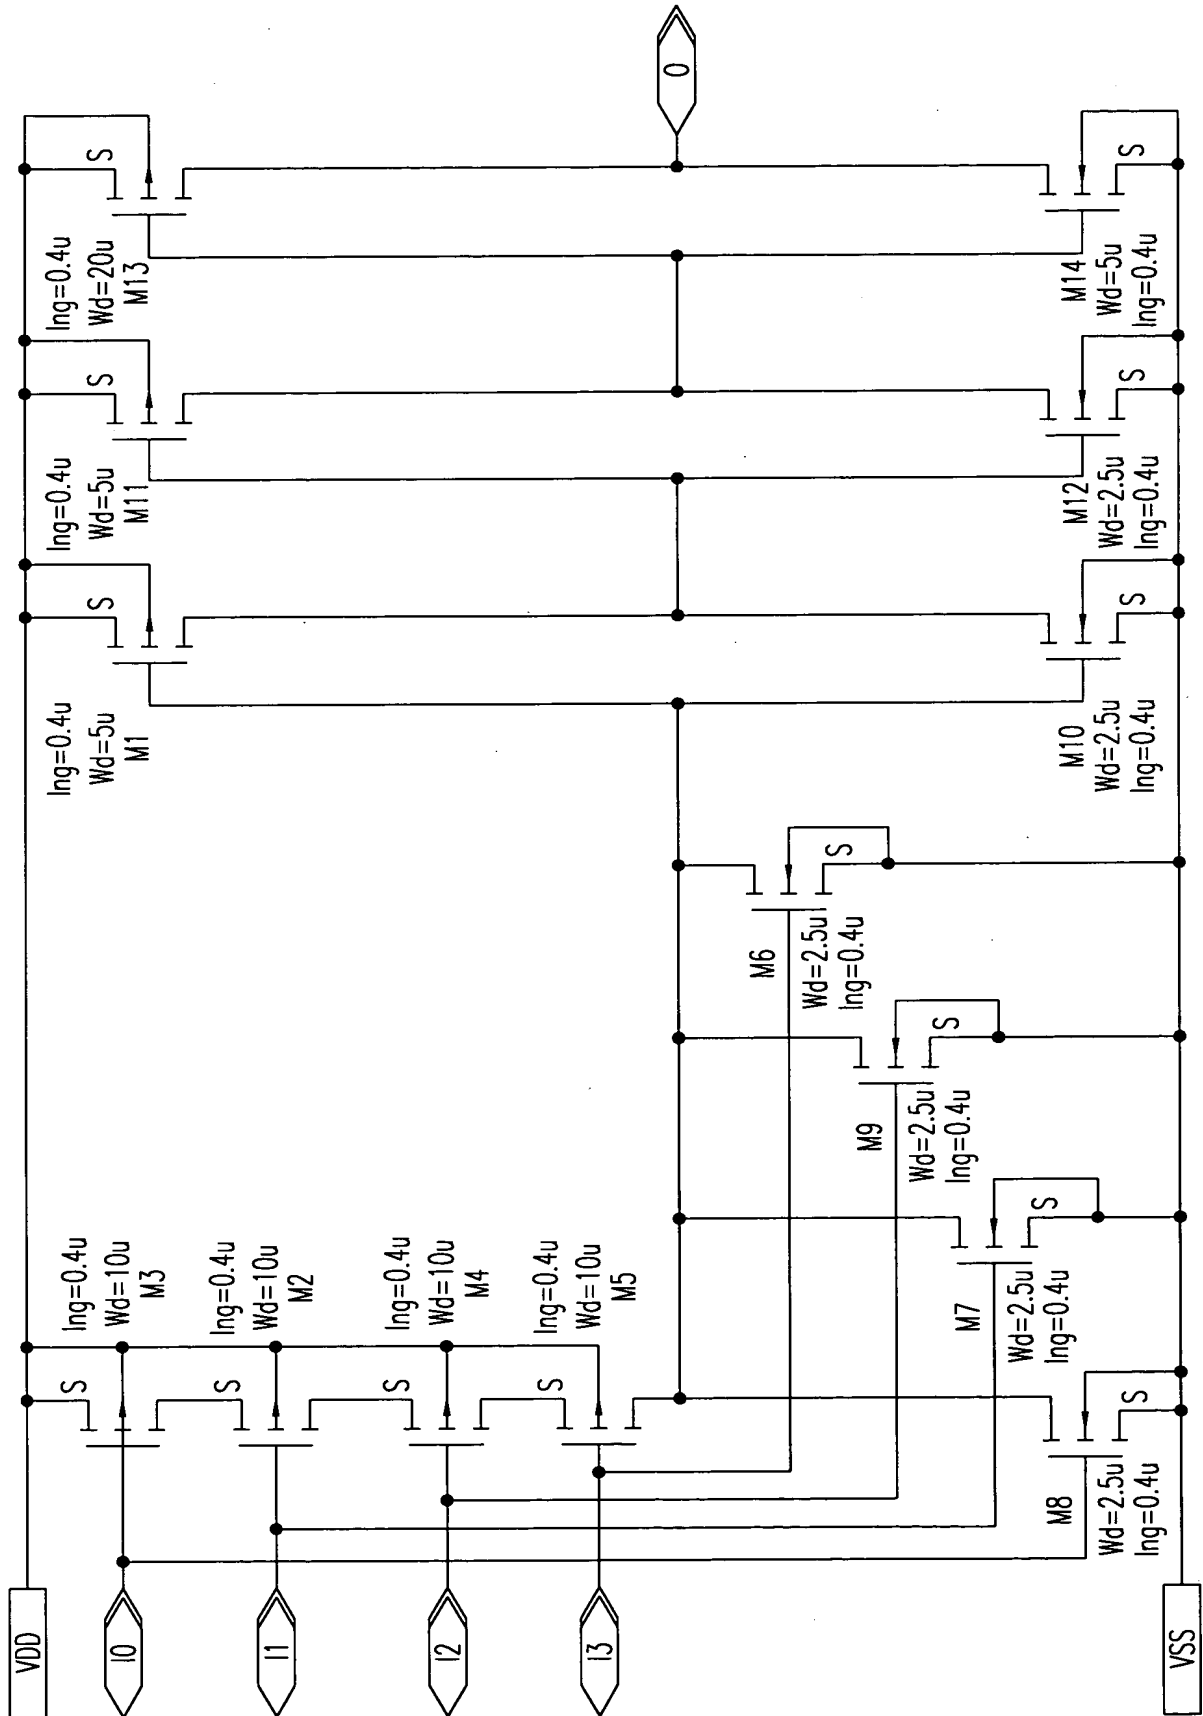 VDD
I0
I1
I2
I3
VSS
S
lng=0.4u
Wd=10u
M3
S
lng=0.4u
Wd=10u
M2
S
lng=0.4u
Wd=10u
M4
S
lng=0.4u
Wd=10u
M5
M8
Wd=2.5u
lng=0.4u
S
M7
Wd=2.5u
lng=0.4u
S
M9
Wd=2.5u
lng=0.4u
S
M6
Wd=2.5u
lng=0.4u
S
lng=0.4u
Wd=5u
M1
S
M10
Wd=2.5u
lng=0.4u
S
lng=0.4u
Wd=5u
M11
S
M12
Wd=2.5u
lng=0.4u
S
lng=0.4u
Wd=20u
M13
S
M14
Wd=5u
lng=0.4u
S
O